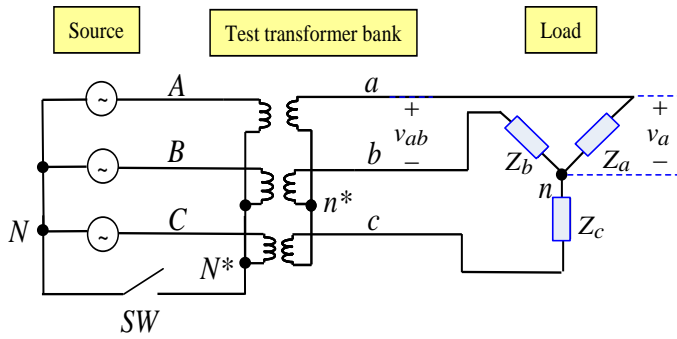 Source
Test transformer bank
Load
~ A a
+ +
v_ab v_a
− −
~ B b
Z_b Z_a
n
n*
N ~ C c
Z_c
N*
SW